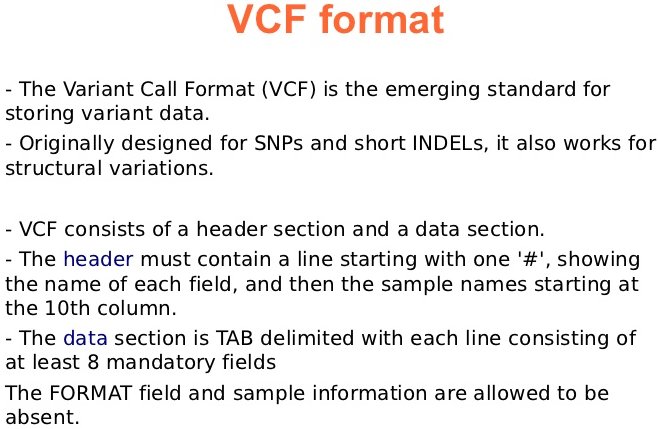 VCF format
- The Variant Call Format (VCF) is the emerging standard for
storing variant data.
- Originally designed for SNPs and short INDELs, it also works for
structural variations.
- VCF consists of a header section and a data section.
- The header must contain a line starting with one '#', showing
the name of each field, and then the sample names starting at
the 10th column.
- The data section is TAB delimited with each line consisting of
at least 8 mandatory fields
The FORMAT field and sample information are allowed to be
absent.